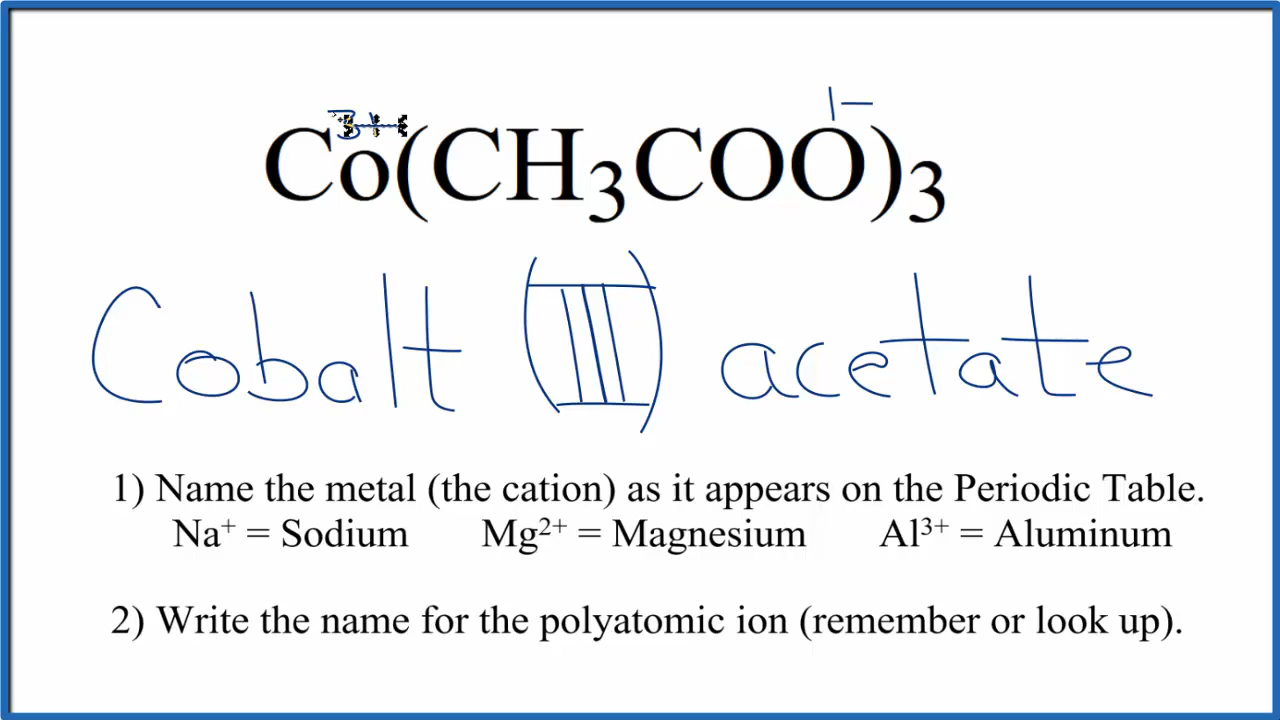 3+ 1−
Co(CH₃COO)₃
Cobalt (III) acetate
1) Name the metal (the cation) as it appears on the Periodic Table.
Na⁺ = Sodium Mg²⁺ = Magnesium Al³⁺ = Aluminum
2) Write the name for the polyatomic ion (remember or look up).